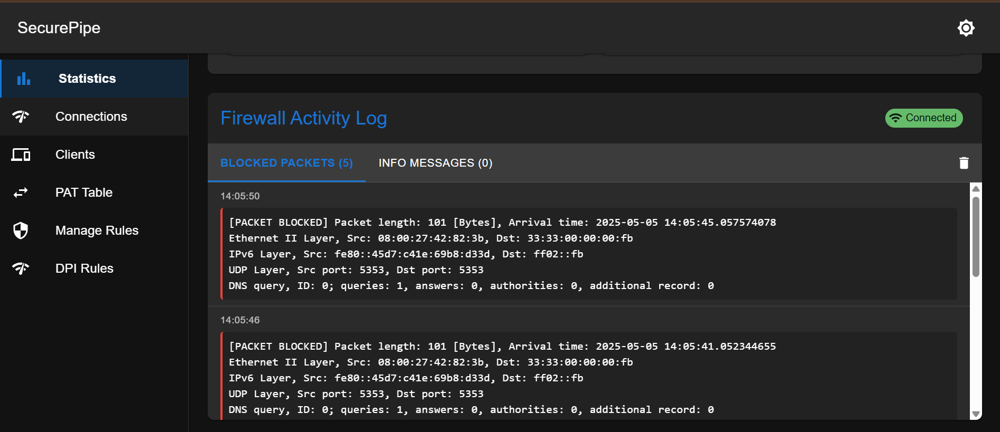 SecurePipe
Statistics
Connections
Clients
PAT Table
Manage Rules
DPI Rules
Firewall Activity Log
Connected
BLOCKED PACKETS (5)
INFO MESSAGES (0)
14:05:50
[PACKET BLOCKED] Packet length: 101 [Bytes], Arrival time: 2025-05-05 14:05:45.057574078
Ethernet II Layer, Src: 08:00:27:42:82:3b, Dst: 33:33:00:00:00:fb
IPv6 Layer, Src: fe80::45d7:c41e:69b8:d33d, Dst: ff02::fb
UDP Layer, Src port: 5353, Dst port: 5353
DNS query, ID: 0; queries: 1, answers: 0, authorities: 0, additional record: 0
14:05:46
[PACKET BLOCKED] Packet length: 101 [Bytes], Arrival time: 2025-05-05 14:05:41.052344655
Ethernet II Layer, Src: 08:00:27:42:82:3b, Dst: 33:33:00:00:00:fb
IPv6 Layer, Src: fe80::45d7:c41e:69b8:d33d, Dst: ff02::fb
UDP Layer, Src port: 5353, Dst port: 5353
DNS query, ID: 0; queries: 1, answers: 0, authorities: 0, additional record: 0